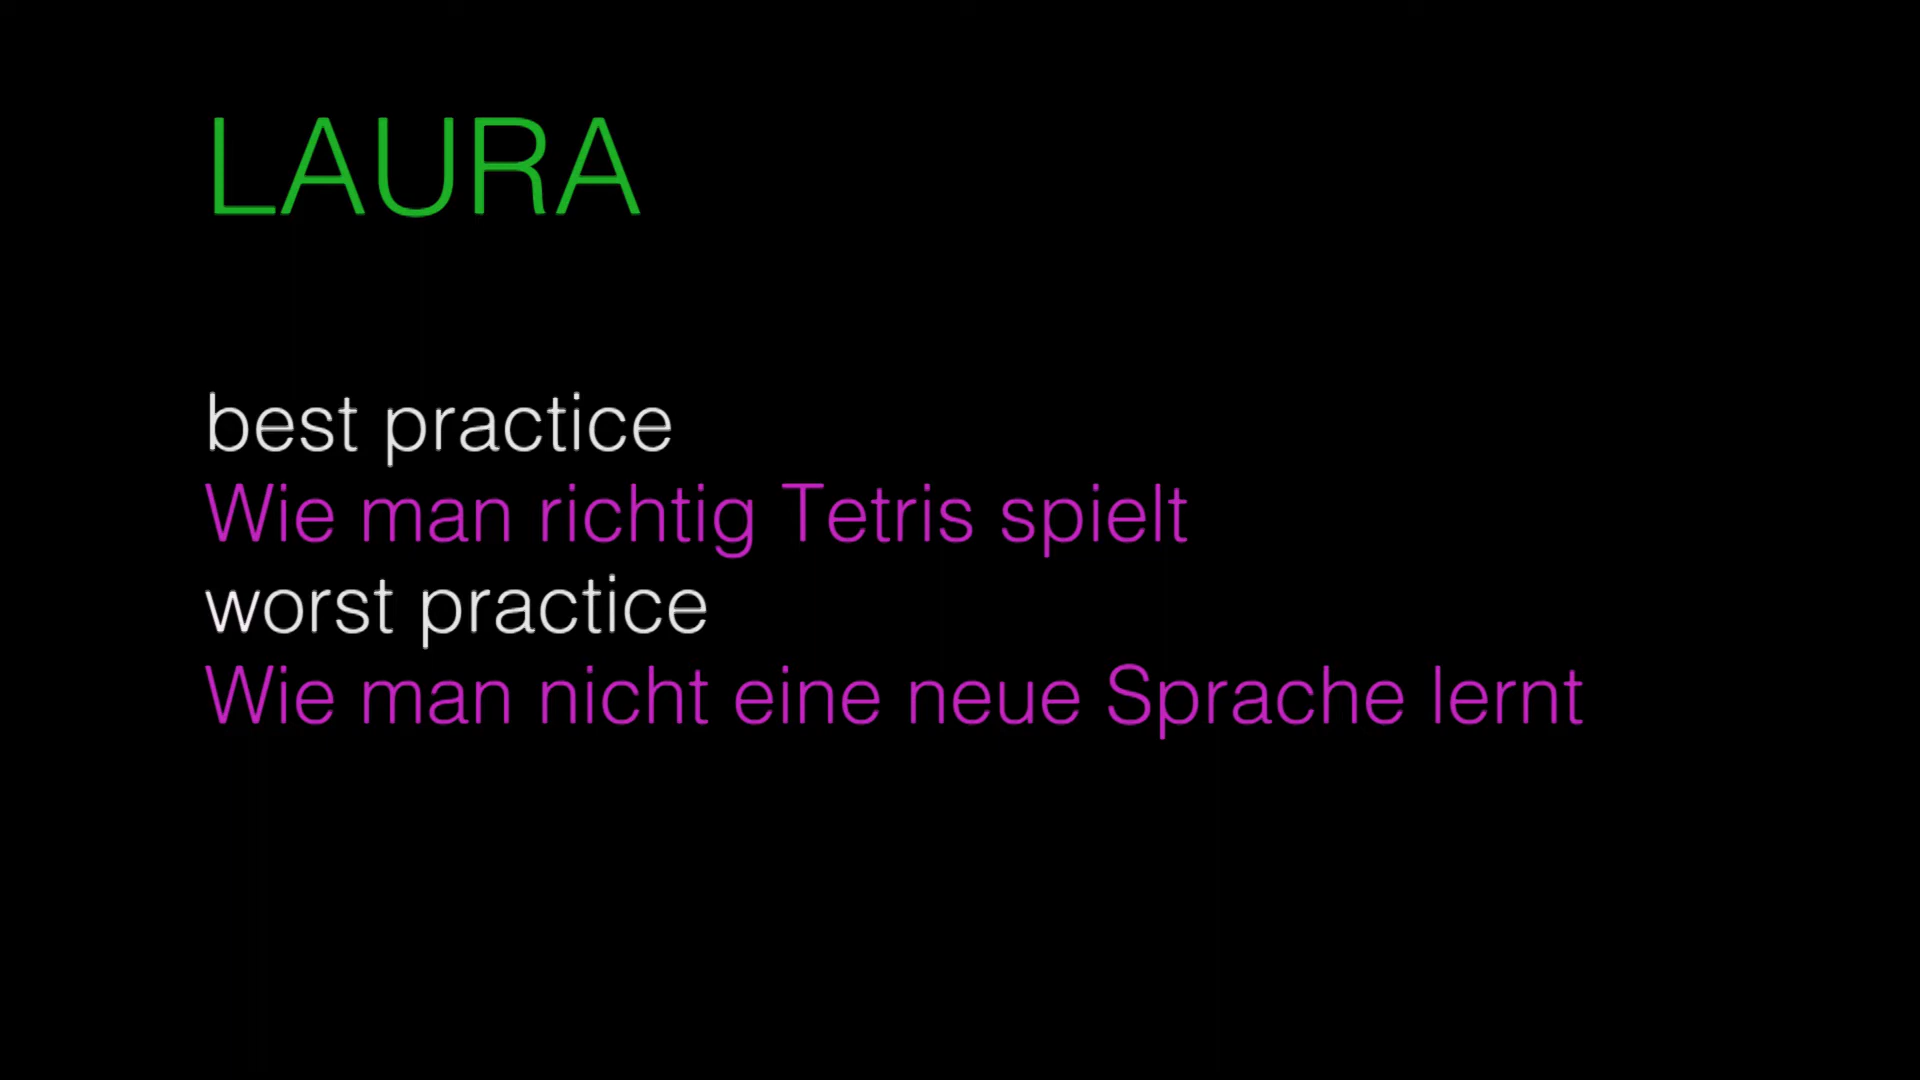 LAURA
best practice
Wie man richtig Tetris spielt
worst practice
Wie man nicht eine neue Sprache lernt